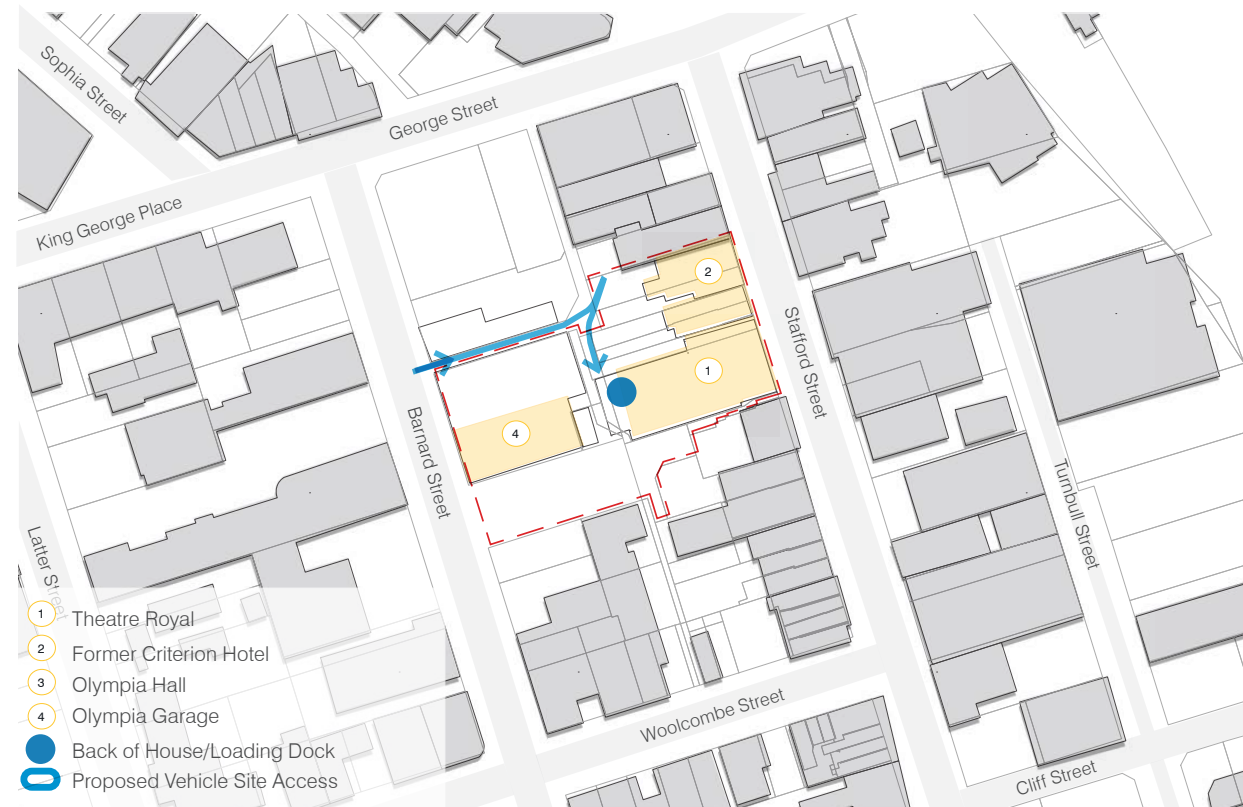 Sophia Street
George Street
King George Place
2
Stafford Street
1
4
Barnard Street
Turnbull Street
Latter Street
1 Theatre Royal
2 Former Criterion Hotel
3 Olympia Hall
4 Olympia Garage
Back of House/Loading Dock
Proposed Vehicle Site Access
Woolcombe Street
Cliff Street